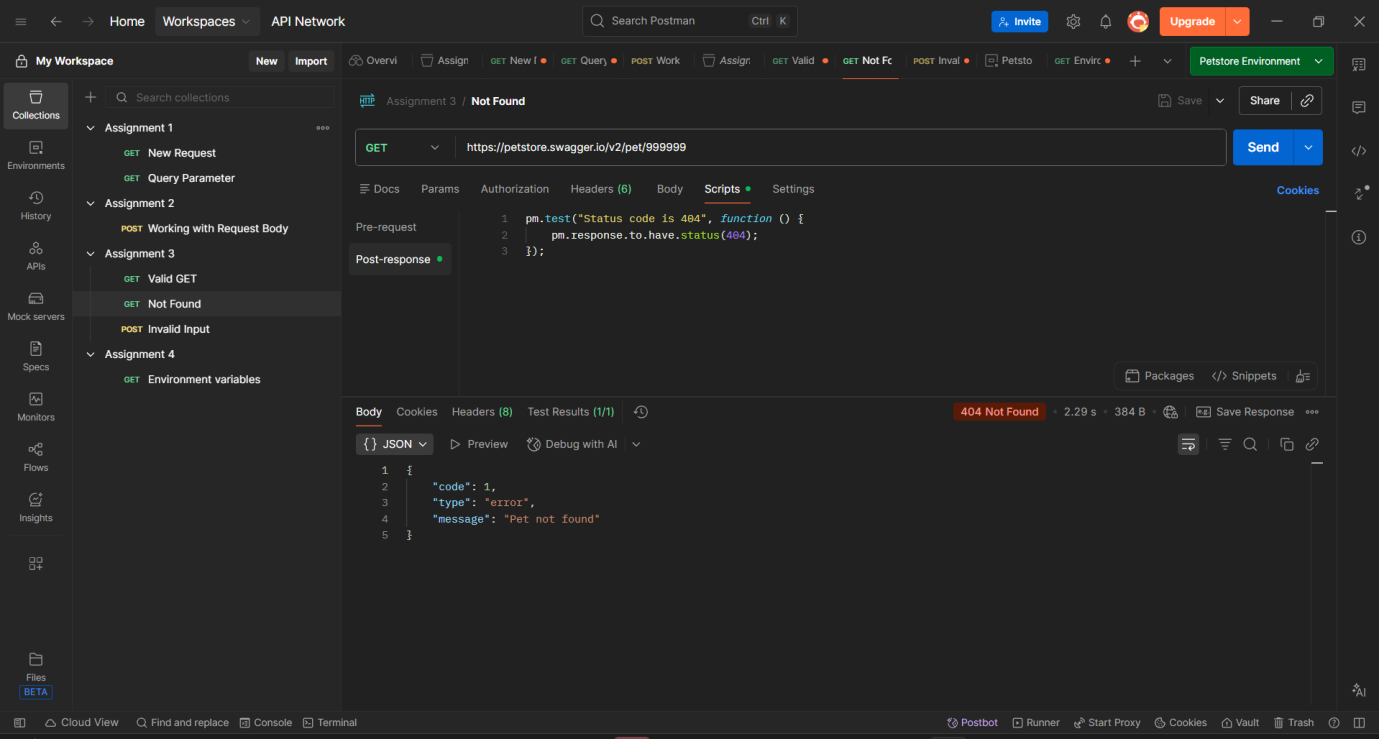 Home Workspaces API Network Search Postman Ctrl K Invite Upgrade
My Workspace New Import
Overvi Assign GET New I GET Query POST Work Assign GET Valid GET Not Fc POST Inval Petsto GET Enviro Petstore Environment
Collections
Environments
History
APIs
Mock servers
Specs
Monitors
Flows
Insights
Files
BETA
Search collections
Assignment 1
GET New Request
GET Query Parameter
Assignment 2
POST Working with Request Body
Assignment 3
GET Valid GET
GET Not Found
POST Invalid Input
Assignment 4
GET Environment variables
HTTP Assignment 3 / Not Found Save Share
GET https://petstore.swagger.io/v2/pet/999999 Send
Docs Params Authorization Headers (6) Body Scripts Settings Cookies
Pre-request
Post-response
1 pm.test("Status code is 404", function () {
2 pm.response.to.have.status(404);
3 });
Packages </> Snippets
Body Cookies Headers (8) Test Results (1/1) 404 Not Found 2.29 s 384 B Save Response
{ } JSON Preview Debug with AI
1 {
2 "code": 1,
3 "type": "error",
4 "message": "Pet not found"
5 }
AI
Cloud View Find and replace Console Terminal Postbot Runner Start Proxy Cookies Vault Trash